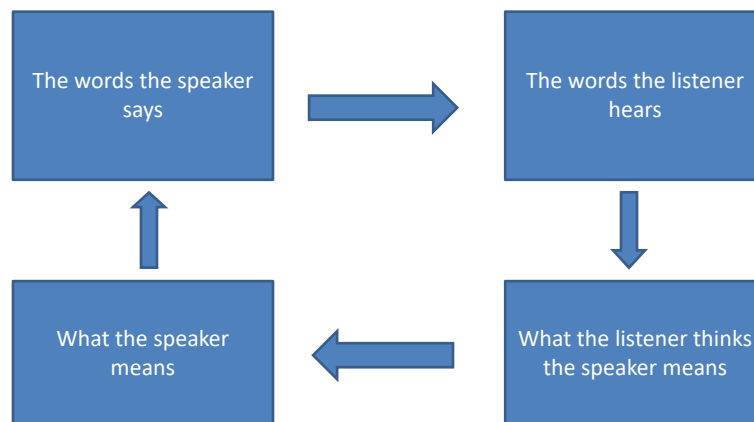 The words the speaker
says
The words the listener
hears
What the speaker
means
What the listener thinks
the speaker means